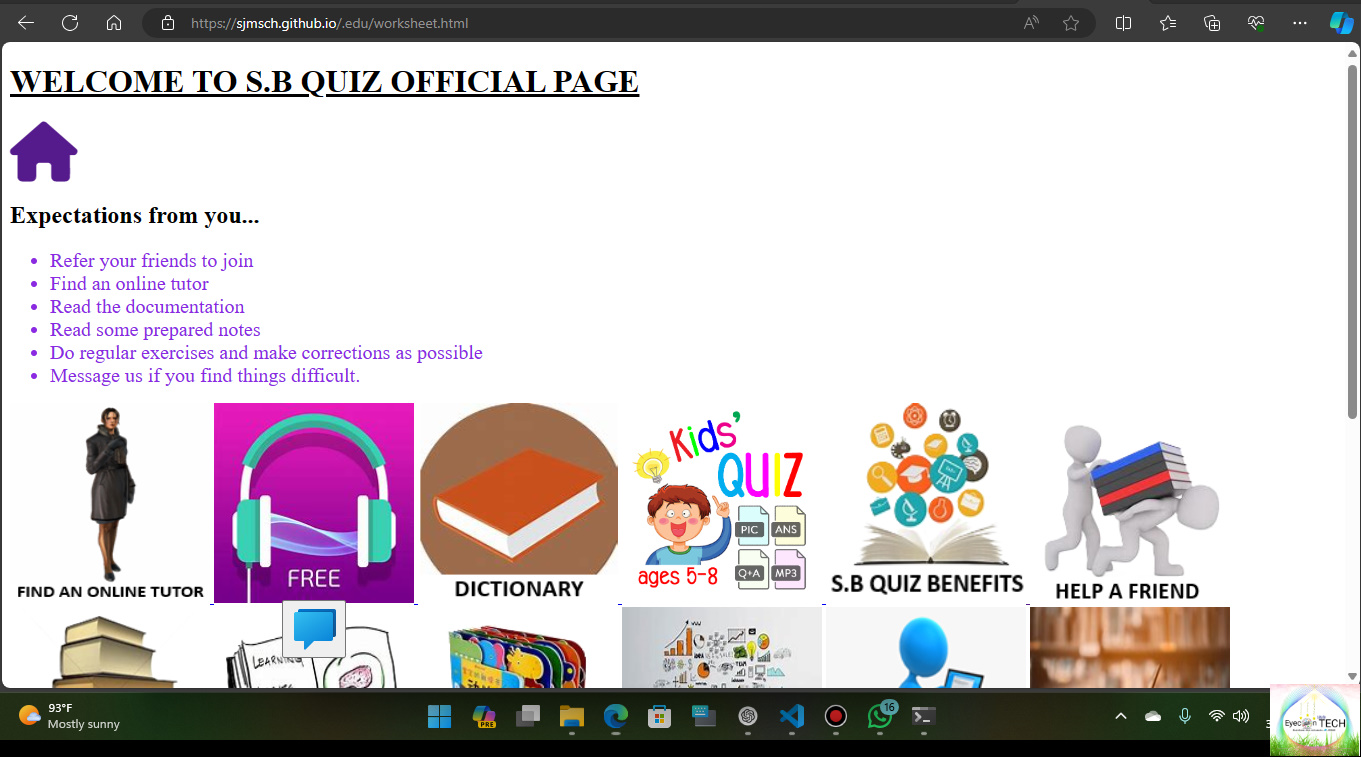 https://sjmsch.github.io/.edu/worksheet.html
WELCOME TO S.B QUIZ OFFICIAL PAGE
Expectations from you...
Refer your friends to join
Find an online tutor
Read the documentation
Read some prepared notes
Do regular exercises and make corrections as possible
Message us if you find things difficult.
FIND AN ONLINE TUTOR
FREE
DICTIONARY
Kids'
QUIZ
PIC
ANS
Q+A
MP3
ages 5-8
S.B QUIZ BENEFITS
HELP A FRIEND
LEARNING
93°F
Mostly sunny
PRE
16
TECH